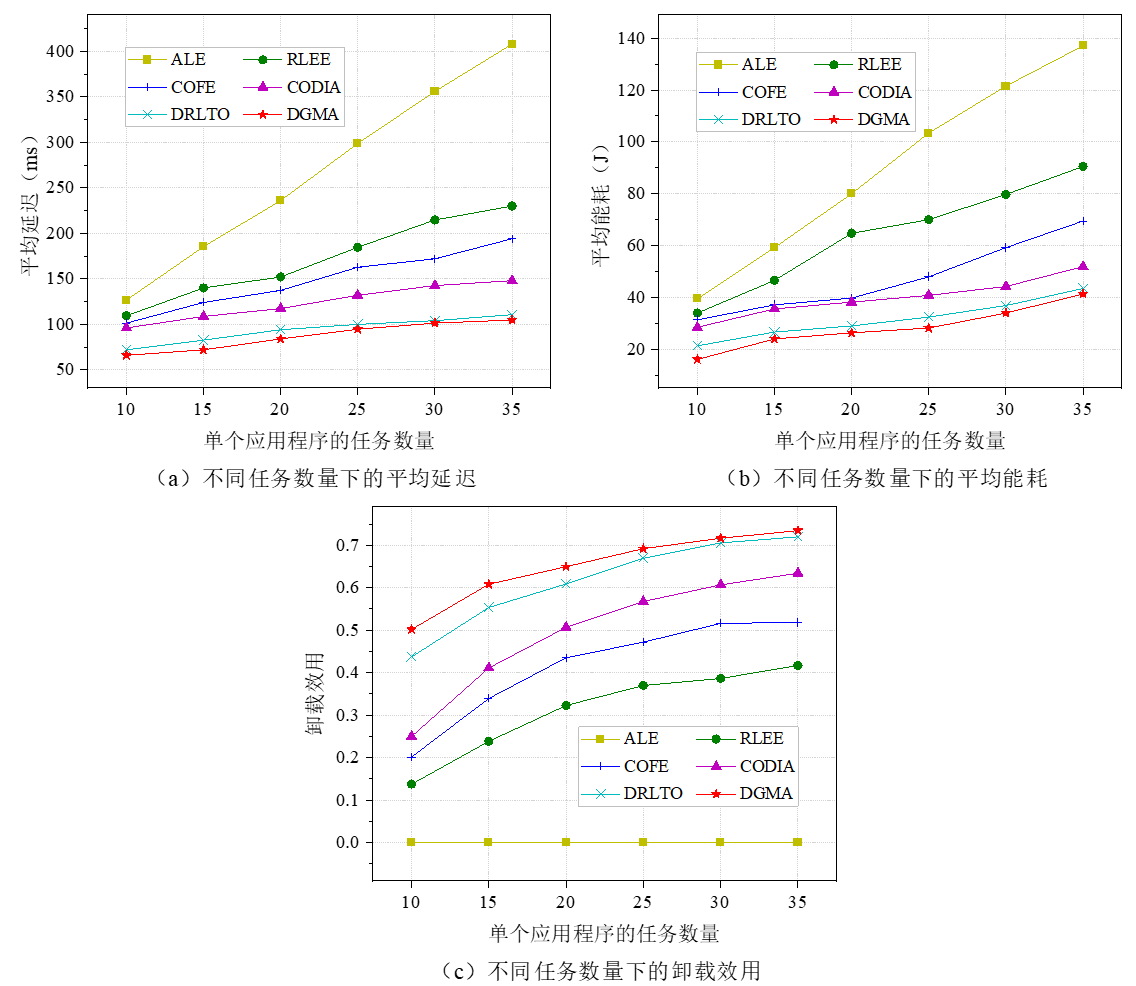 400
350
300
250
200
150
100
50
平均延迟（ms）
ALE RLEE
COFE CODIA
DRLTO DGMA
10 15 20 25 30 35
单个应用程序的任务数量
（a）不同任务数量下的平均延迟
140
120
100
80
60
40
20
平均能耗（J）
ALE RLEE
COFE CODIA
DRLTO DGMA
10 15 20 25 30 35
单个应用程序的任务数量
（b）不同任务数量下的平均能耗
0.7
0.6
0.5
0.4
0.3
0.2
0.1
0.0
卸载效用
ALE RLEE
COFE CODIA
DRLTO DGMA
10 15 20 25 30 35
单个应用程序的任务数量
（c）不同任务数量下的卸载效用